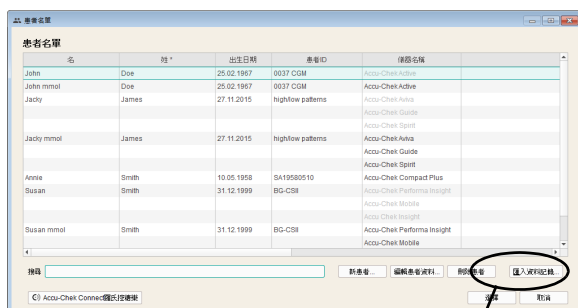 患者名單
患者名單
名 姓 * 出生日期 患者ID 儀器名稱
John Doe 25.02.1967 0037 CGM Accu-Chek Active
John mmol Doe 25.02.1967 0037 CGM Accu-Chek Active
Jacky James 27.11.2015 high/low patterns Accu-Chek Aviva
Accu-Chek Guide
Accu-Chek Spirit
Jacky mmol James 27.11.2015 high/low patterns Accu-Chek Aviva
Accu-Chek Guide
Accu-Chek Spirit
Annie Smith 10.05.1958 SA19580510 Accu-Chek Compact Plus
Susan Smith 31.12.1999 BG-CSII Accu-Chek Performa Insight
Accu-Chek Mobile
Accu-Chek Insight
Susan mmol Smith 31.12.1999 BG-CSII Accu-Chek Performa Insight
Accu-Chek Mobile
搜尋 新患者... 編輯患者資料... 刪除患者 匯入資料記錄...
Accu-Chek Connect 選擇 取消